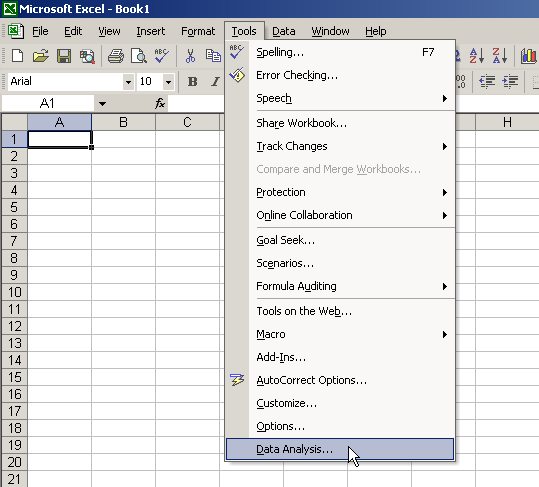 Microsoft Excel - Book1
File Edit View Insert Format Tools Data Window Help
Arial 10 B I
A1 fx
A B C H
1
2
3
4
5
6
7
8
9
10
11
12
13
14
15
16
17
18
19
20
21
Spelling... F7
Error Checking...
Speech
Share Workbook...
Track Changes
Compare and Merge Workbooks...
Protection
Online Collaboration
Goal Seek...
Scenarios...
Formula Auditing
Tools on the Web...
Macro
Add-Ins...
AutoCorrect Options...
Customize...
Options...
Data Analysis...